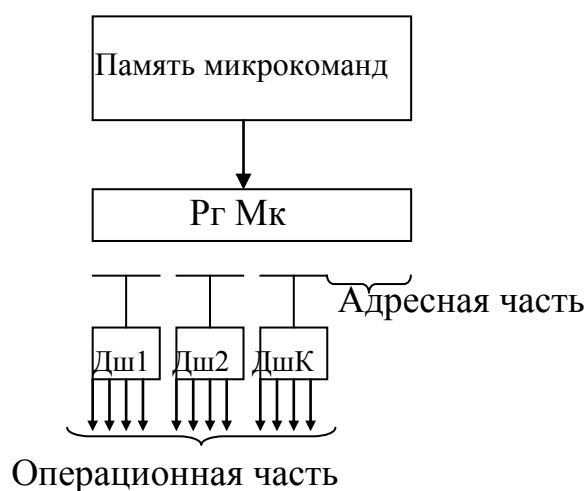 Память микрокоманд
Рг Мк
Адресная часть
Дш1 Дш2 ДшК
Операционная часть